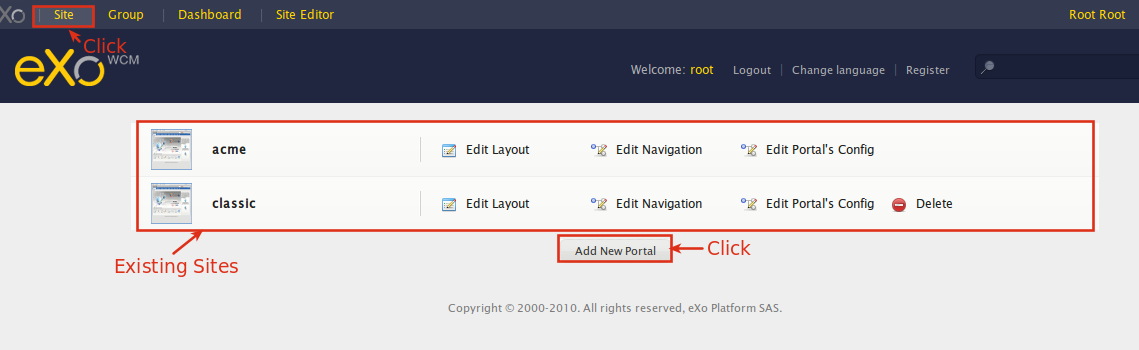 eXo Site Group Dashboard Site Editor Root Root
Click
eXo WCM
Welcome: root Logout Change language Register
acme Edit Layout Edit Navigation Edit Portal's Config
classic Edit Layout Edit Navigation Edit Portal's Config Delete
Add New Portal Click
Existing Sites
Copyright © 2000-2010. All rights reserved, eXo Platform SAS.